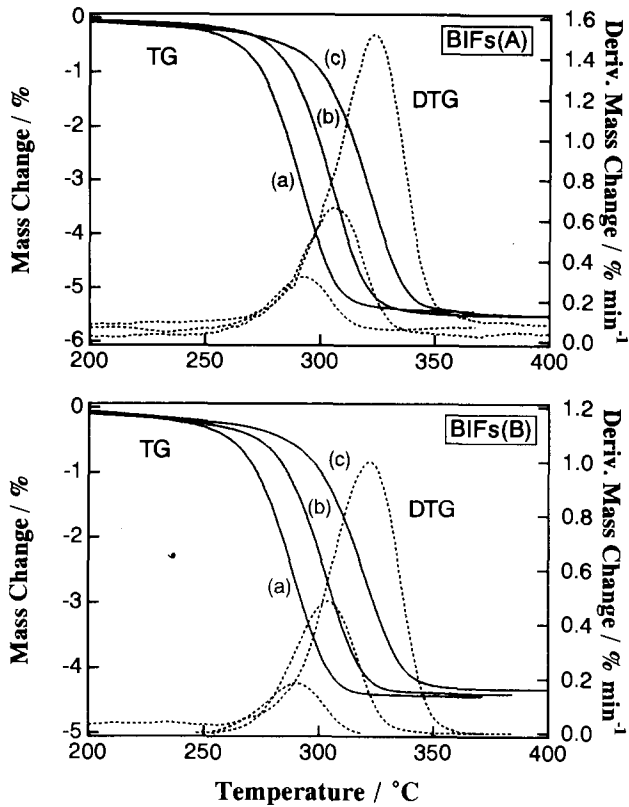 BIFs(A)
TG
DTG
(a)
(b)
(c)
Mass Change / %
0
-1
-2
-3
-4
-5
-6
Deriv. Mass Change / % min-1
1.6
1.4
1.2
1.0
0.8
0.6
0.4
0.2
0.0
200 250 300 350 400
BIFs(B)
TG
DTG
(a)
(b)
(c)
Mass Change / %
0
-1
-2
-3
-4
-5
Deriv. Mass Change / % min-1
1.2
1.0
0.8
0.6
0.4
0.2
0.0
200 250 300 350 400
Temperature / °C